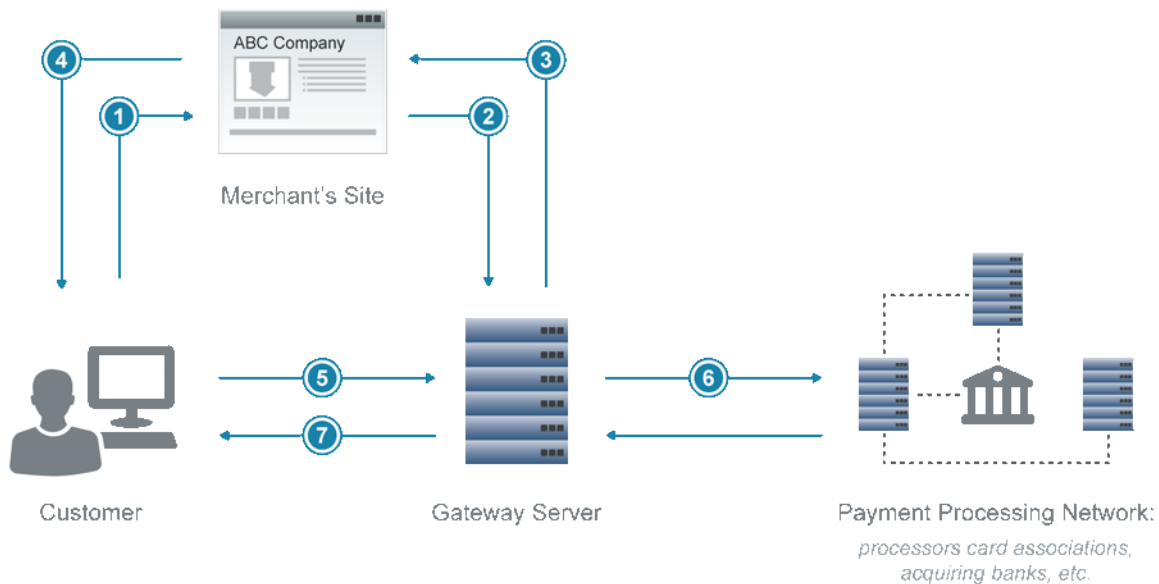 4
3
ABC Company
1
2
Merchant's Site
5
6
7
Customer
Gateway Server
Payment Processing Network:
processors card associations,
acquiring banks, etc.